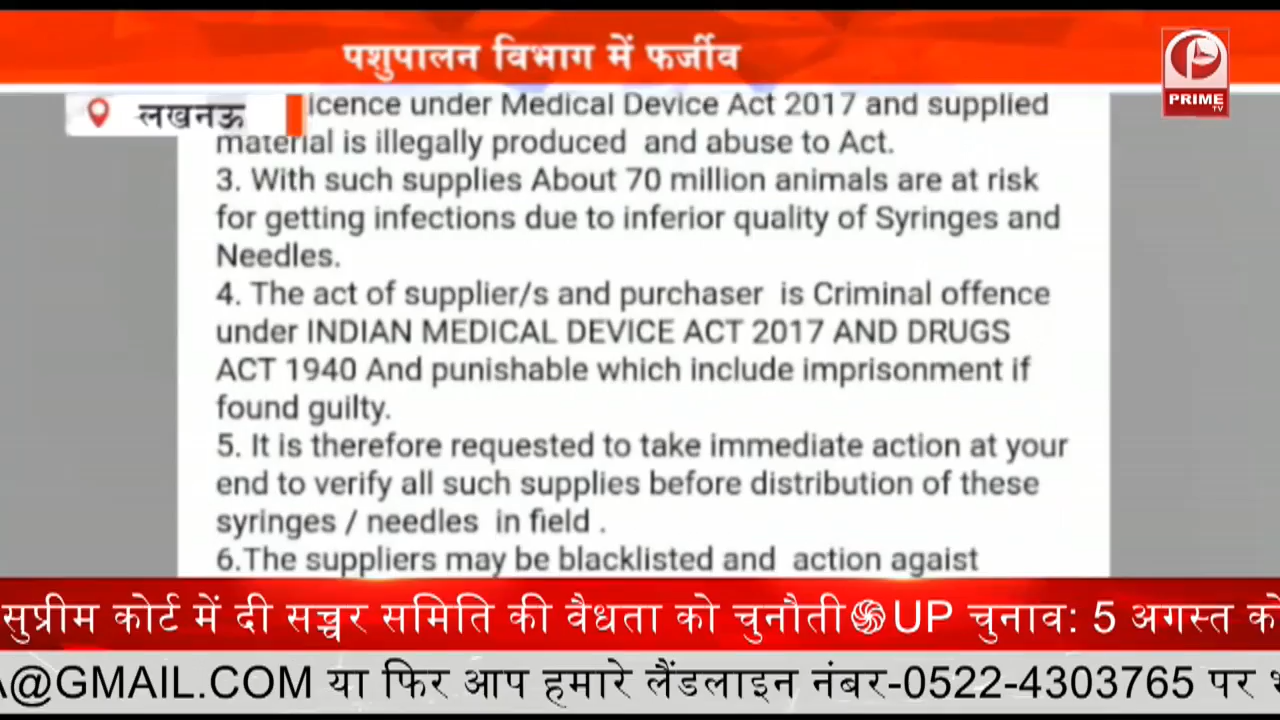 पशुपालन विभाग में फर्जीव
PRIME
TV
लखनऊ
icence under Medical Device Act 2017 and supplied
material is illegally produced and abuse to Act.
3. With such supplies About 70 million animals are at risk
for getting infections due to inferior quality of Syringes and
Needles.
4. The act of supplier/s and purchaser is Criminal offence
under INDIAN MEDICAL DEVICE ACT 2017 AND DRUGS
ACT 1940 And punishable which include imprisonment if
found guilty.
5. It is therefore requested to take immediate action at your
end to verify all such supplies before distribution of these
syringes / needles in field .
6.The suppliers may be blacklisted and action agaist
सुप्रीम कोर्ट में दी सच्चर समिति की वैधता को चुनौती UP चुनाव: 5 अगस्त को
A@GMAIL.COM या फिर आप हमारे लैंडलाइन नंबर-0522-4303765 पर